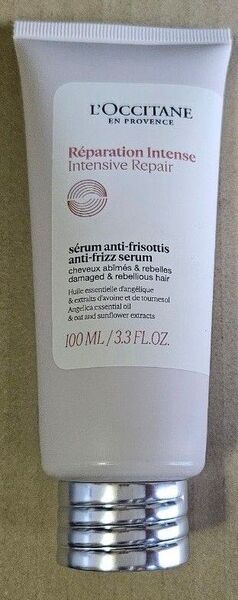 L'OCCITANE
EN PROVENCE
Réparation Intense
Intensive Repair
sérum anti-frisottis
anti-frizz serum
cheveux abîmés & rebelles
damaged & rebellious hair
Huile essentielle d'angélique
& extraits d'avoine et de tournesol
Angelica essential oil
& oat and sunflower extracts
100 ML / 3.3 FL.OZ.